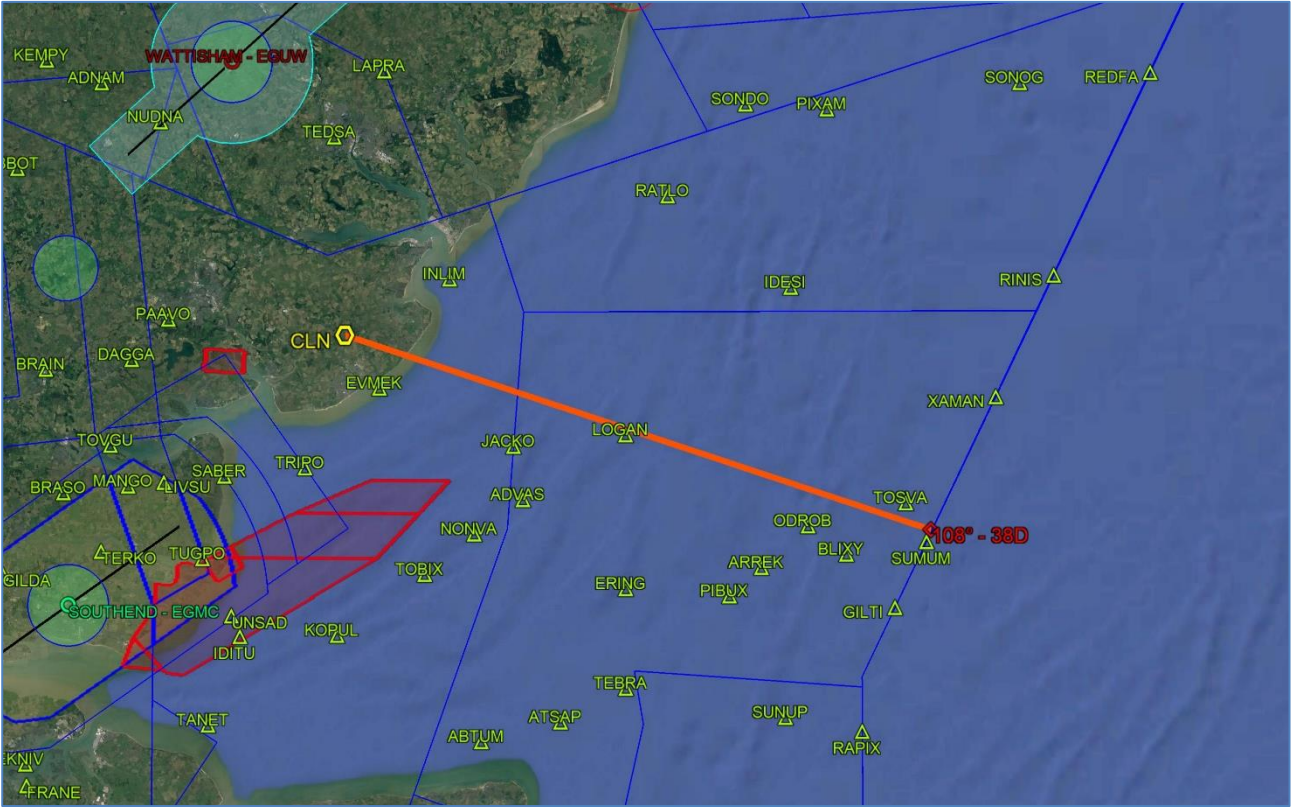 KEMPY
WATTISHAM - EGUW
LAPRA
ADNAM
SONOG
REDFA
SONDO
PIXAM
NUDNA
TEDSA
BBOT
RATLO
INLIM
IDESI
RINIS
PAAVO
CLN
DAGGA
BRAIN
EVMEK
XAMAN
LOGAN
TOVGU
JACKO
TRIPO
SABER
MANGO
LIVSU
BRASO
ADVAS
TOSVA
ODROB
108° - 38D
NONVA
BLIXY
SUMUM
TERKO
TUGPO
ARREK
TOBIX
GILDA
ERING
PIBUX
SOUTHEND - EGMC
GILTI
UNSAD
KOPUL
IDITU
TEBRA
SUNUP
ATSAP
TANET
ABTUM
RAPIX
EKNIV
FRANE